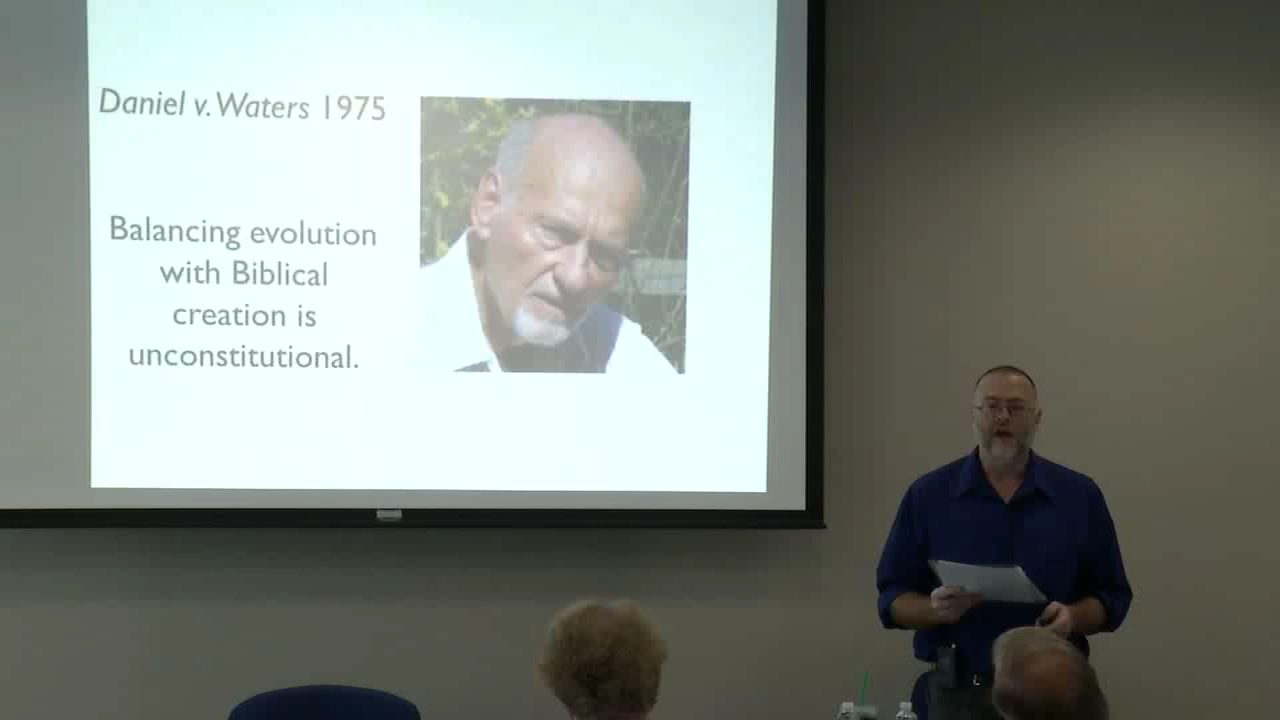 Daniel v. Waters 1975
Balancing evolution
with Biblical
creation is
unconstitutional.